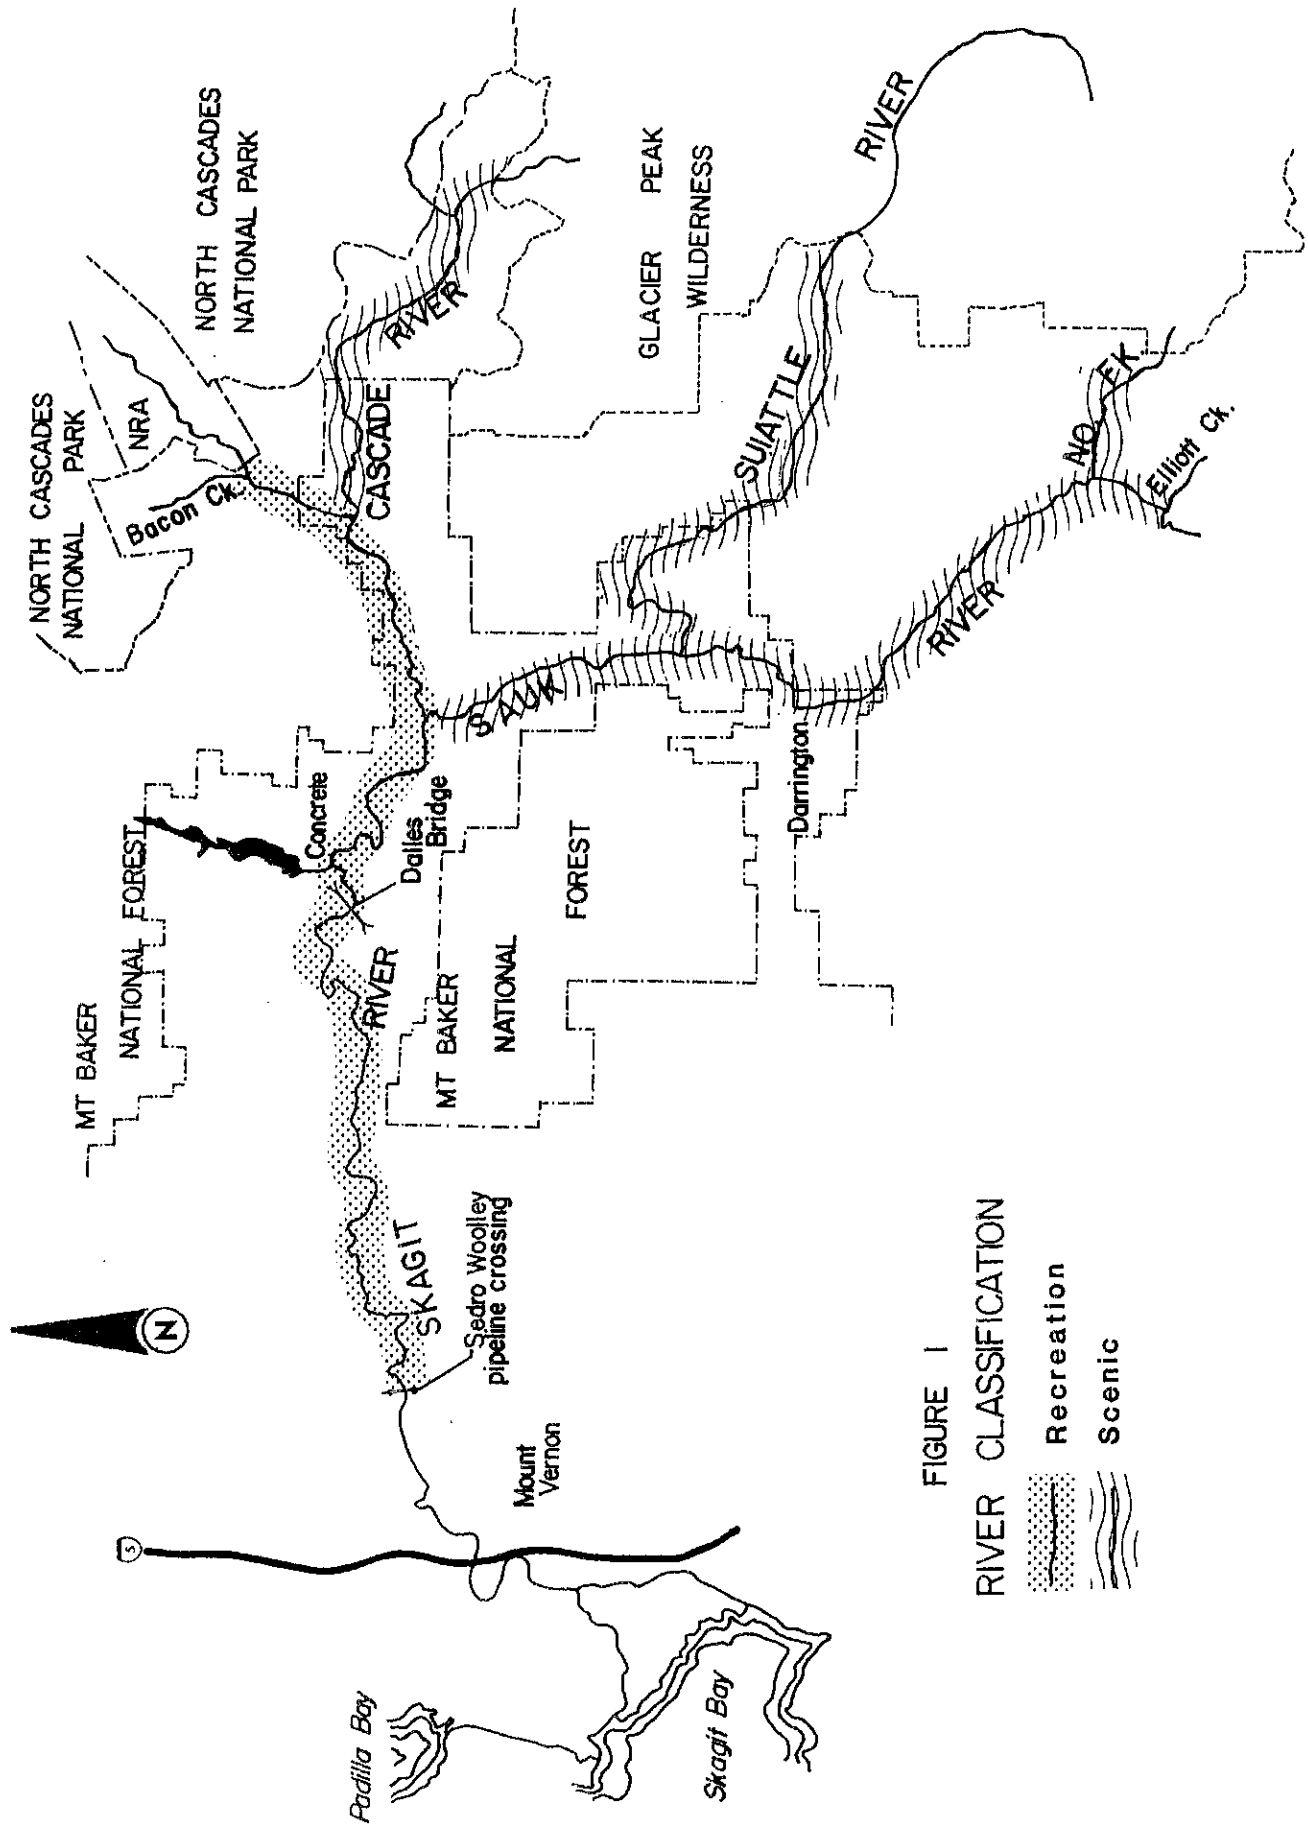 NORTH CASCADES
NATIONAL PARK
NRA
NORTH CASCADES
NATIONAL PARK
Bacon Ck.
CASCADE
RIVER
GLACIER PEAK
WILDERNESS
MT BAKER
NATIONAL FOREST
Concrete
Dalles
Bridge
SKAGIT
RIVER
Sedro Woolley
pipeline crossing
MT BAKER
NATIONAL
FOREST
SAUK
RIVER
SUIATTLE
RIVER
NO FK
Elliott Ck.
Darrington
Mount
Vernon
5
N
Padilla Bay
Skagit Bay
FIGURE 1
RIVER CLASSIFICATION
Recreation
Scenic